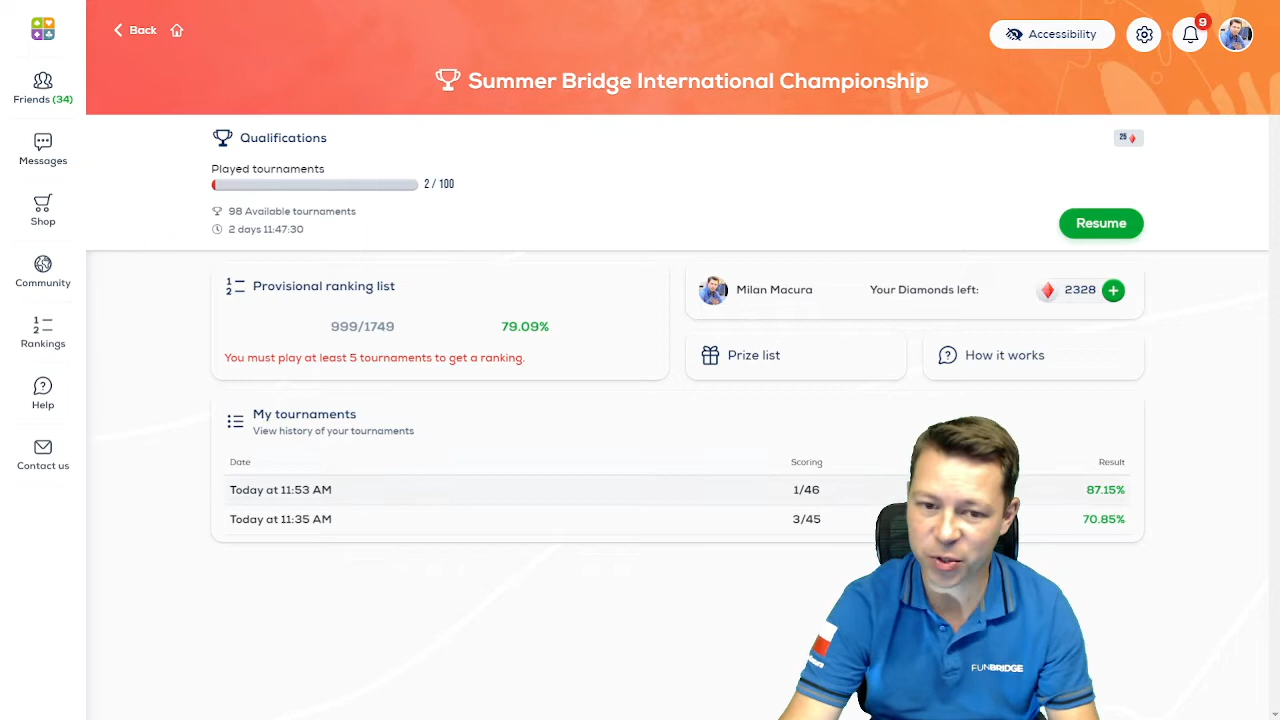 Back
Accessibility
9
Summer Bridge International Championship
Friends (34)
Messages
Shop
Community
Rankings
Help
Contact us
Qualifications
25
Played tournaments
2 / 100
98 Available tournaments
2 days 11:47:30
Resume
1 2 Provisional ranking list
999/1749 79.09%
You must play at least 5 tournaments to get a ranking.
Milan Macura Your Diamonds left: 2328 +
Prize list
How it works
My tournaments
View history of your tournaments
Date Scoring Result
Today at 11:53 AM 1/46 87.15%
Today at 11:35 AM 3/45 70.85%
FUNBRIDGE